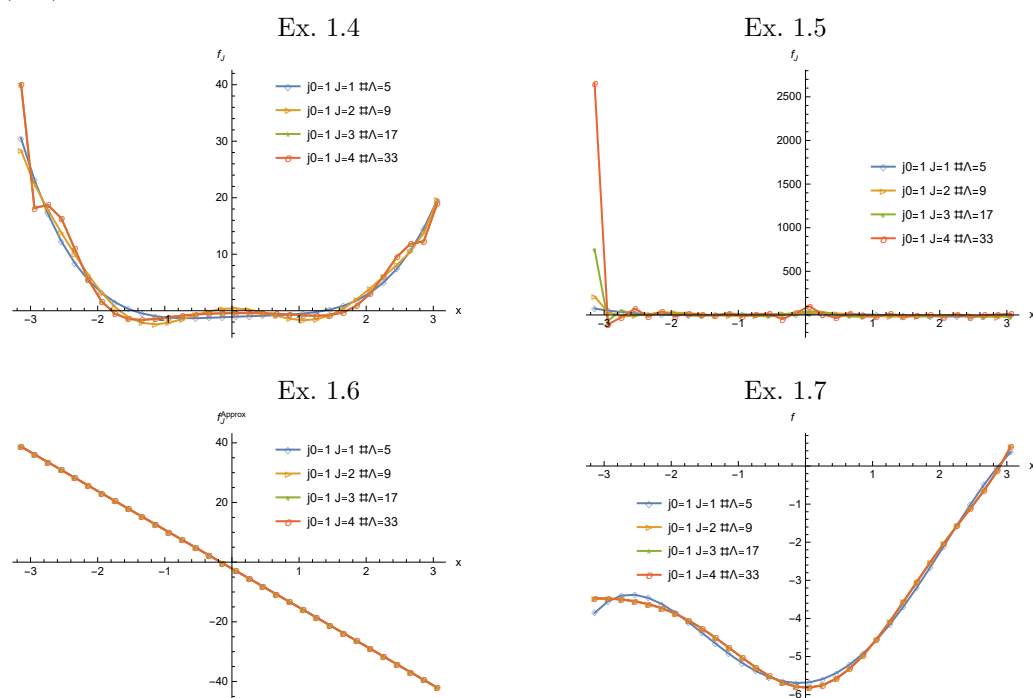 Ex. 1.4
f_J
40
30
20
10
−3 −2 −1 1 2 3 x
j0=1 J=1 ⌗Λ=5
j0=1 J=2 ⌗Λ=9
j0=1 J=3 ⌗Λ=17
j0=1 J=4 ⌗Λ=33
Ex. 1.5
f_J
2500
2000
1500
1000
500
−3 −2 −1 1 2 3 x
j0=1 J=1 ⌗Λ=5
j0=1 J=2 ⌗Λ=9
j0=1 J=3 ⌗Λ=17
j0=1 J=4 ⌗Λ=33
Ex. 1.6
f_J^Approx
40
20
−3 −2 −1 1 2 3 x
−20
−40
j0=1 J=1 ⌗Λ=5
j0=1 J=2 ⌗Λ=9
j0=1 J=3 ⌗Λ=17
j0=1 J=4 ⌗Λ=33
Ex. 1.7
f
−3 −2 −1 1 2 3 x
−1
−2
−3
−4
−5
−6
j0=1 J=1 ⌗Λ=5
j0=1 J=2 ⌗Λ=9
j0=1 J=3 ⌗Λ=17
j0=1 J=4 ⌗Λ=33